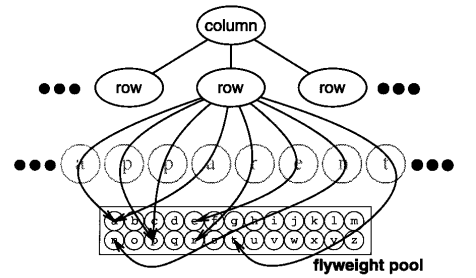 column
row row row
a p p a r e n t
a b c d e f g h i j k l m
n o p q r s t u v w x y z
flyweight pool